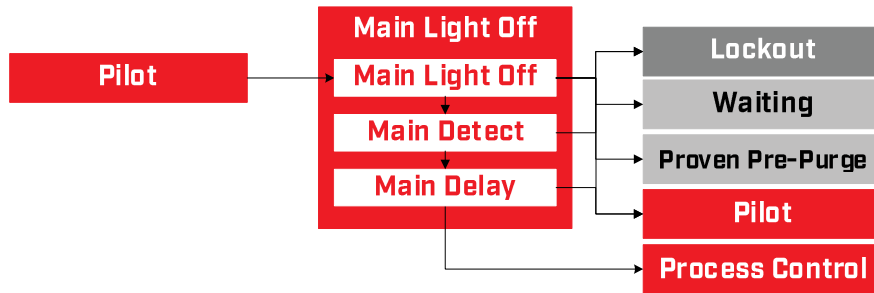 Pilot
Main Light Off
Main Light Off
Main Detect
Main Delay
Lockout
Waiting
Proven Pre-Purge
Pilot
Process Control